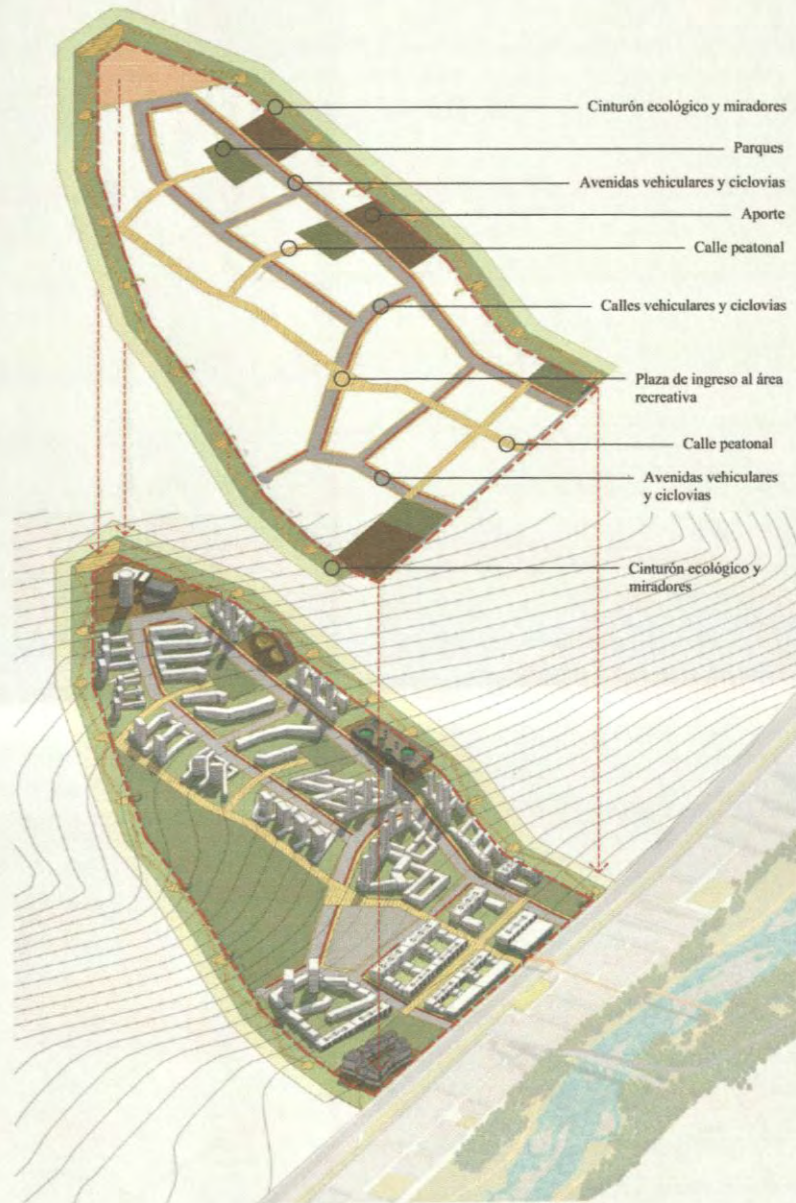 Cinturón ecológico y miradores
Parques
Avenidas vehiculares y ciclovias
Aporte
Calle peatonal
Calles vehiculares y ciclovias
Plaza de ingreso al área
recreativa
Calle peatonal
Avenidas vehiculares
y ciclovias
Cinturón ecológico y
miradores